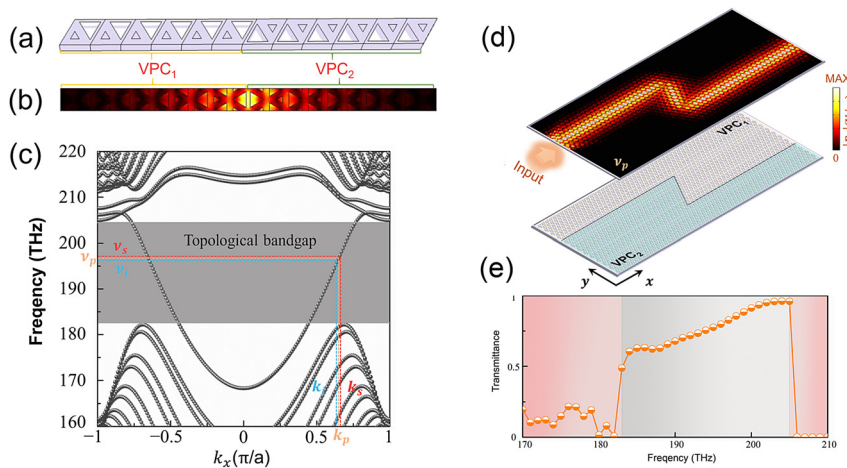 (a)
VPC1
VPC2
(b)
(c)
220
210
200
190
180
170
160
Freqency (THz)
Topological bandgap
νs
νp
νi
ki
ks
kp
−1
−0.5
0
0.5
1
kx(π/a)
(d)
MAX
0
Input
νp
VPC1
VPC2
y
x
(e)
1
0.5
0
Transmittance
170
180
190
200
210
Freqency (THz)